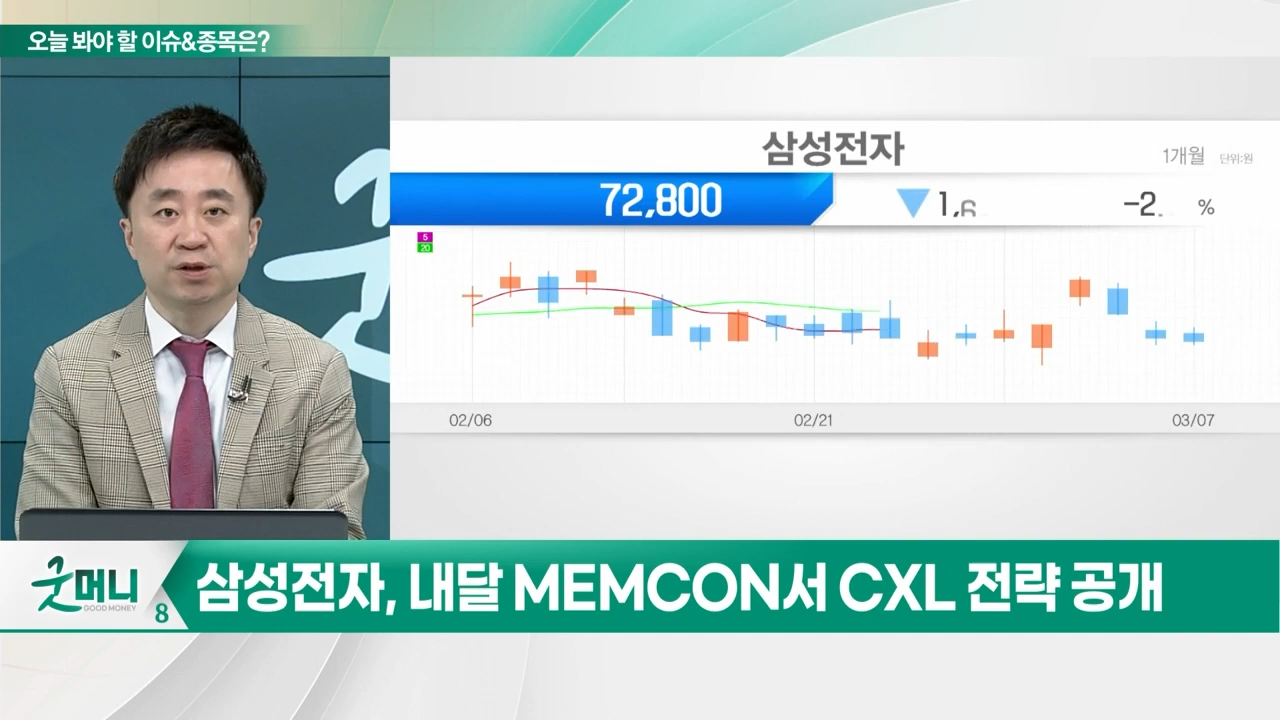 오늘 봐야 할 이슈&종목은?
삼성전자
1개월 단위:원
72,800
▼
-2. %
5
20
02/06 02/21 03/07
굿머니
GOOD MONEY
8
삼성전자, 내달 MEMCON서 CXL 전략 공개